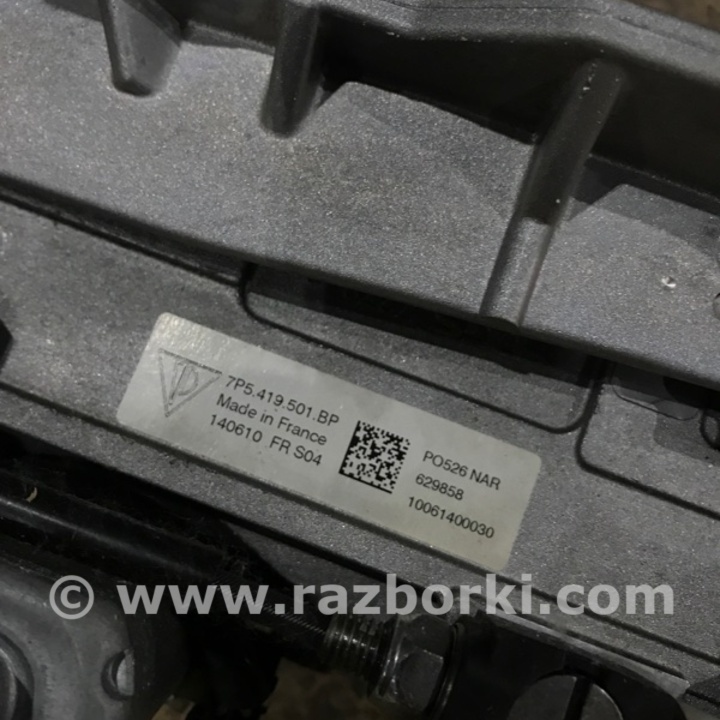 7P5.419.501.BP
Made in France
140610 FR S04
PO526 NAR
629858
10061400030
© www.razborki.com